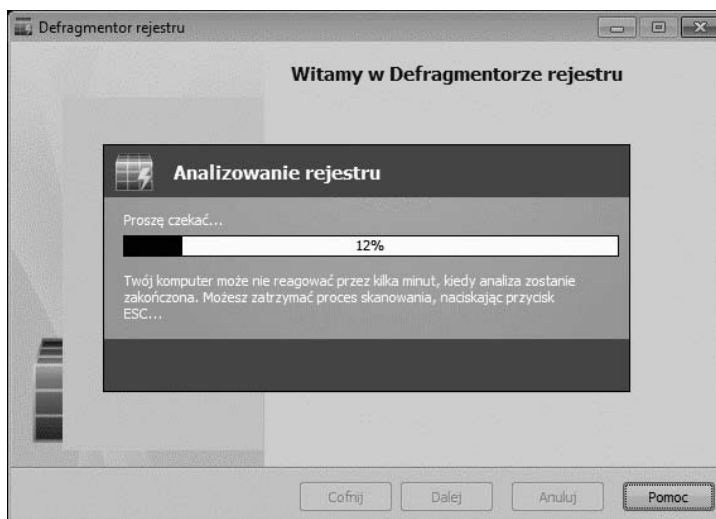 Defragmentor rejestru
Witamy w Defragmentorze rejestru
Analizowanie rejestru
Proszę czekać...
12%
Twój komputer może nie reagować przez kilka minut, kiedy analiza zostanie
zakończona. Możesz zatrzymać proces skanowania, naciskając przycisk
ESC...
Cofnij Dalej Anuluj Pomoc